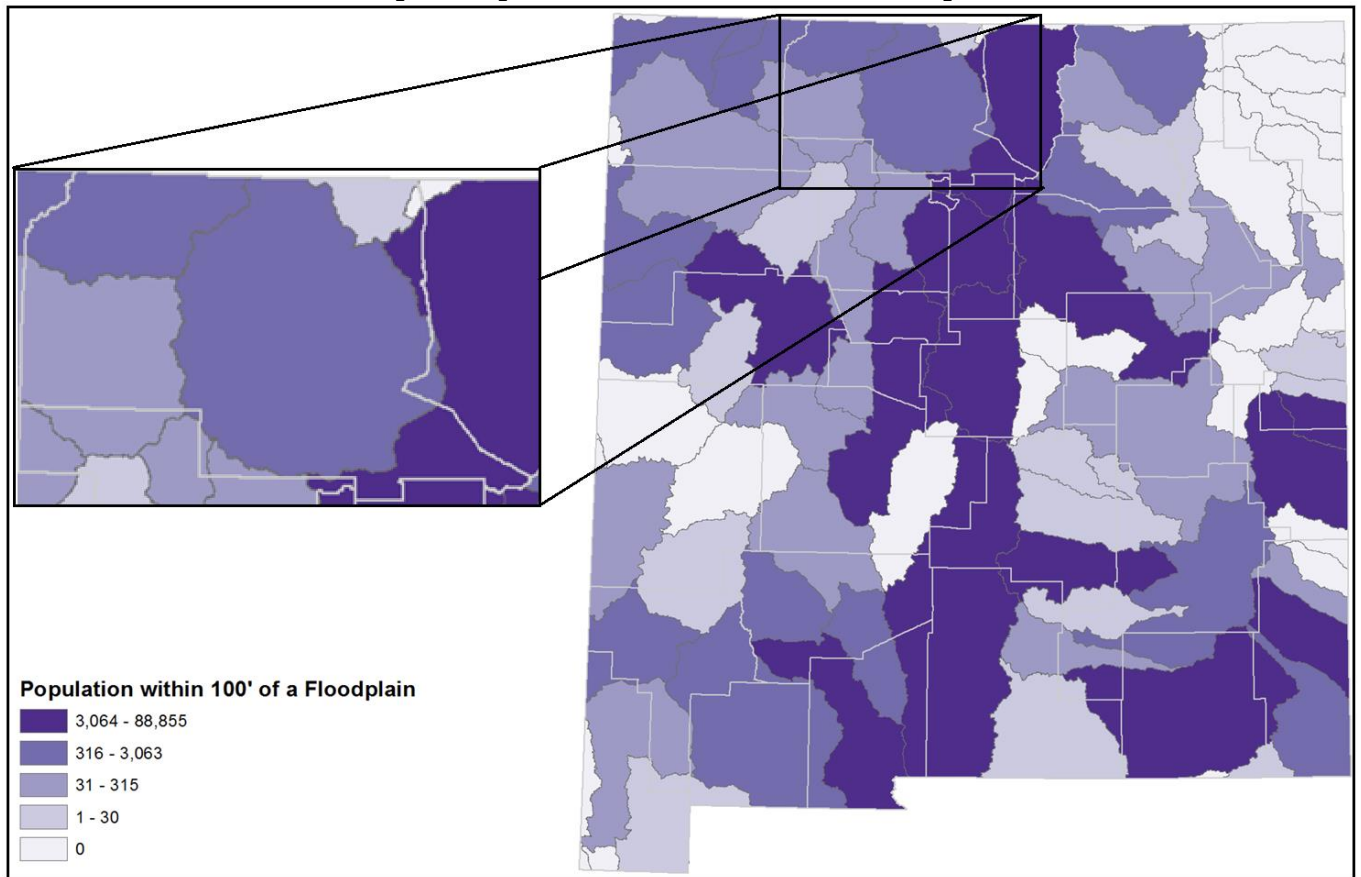 Population within 100' of a Floodplain
3,064 - 88,855
316 - 3,063
31 - 315
1 - 30
0